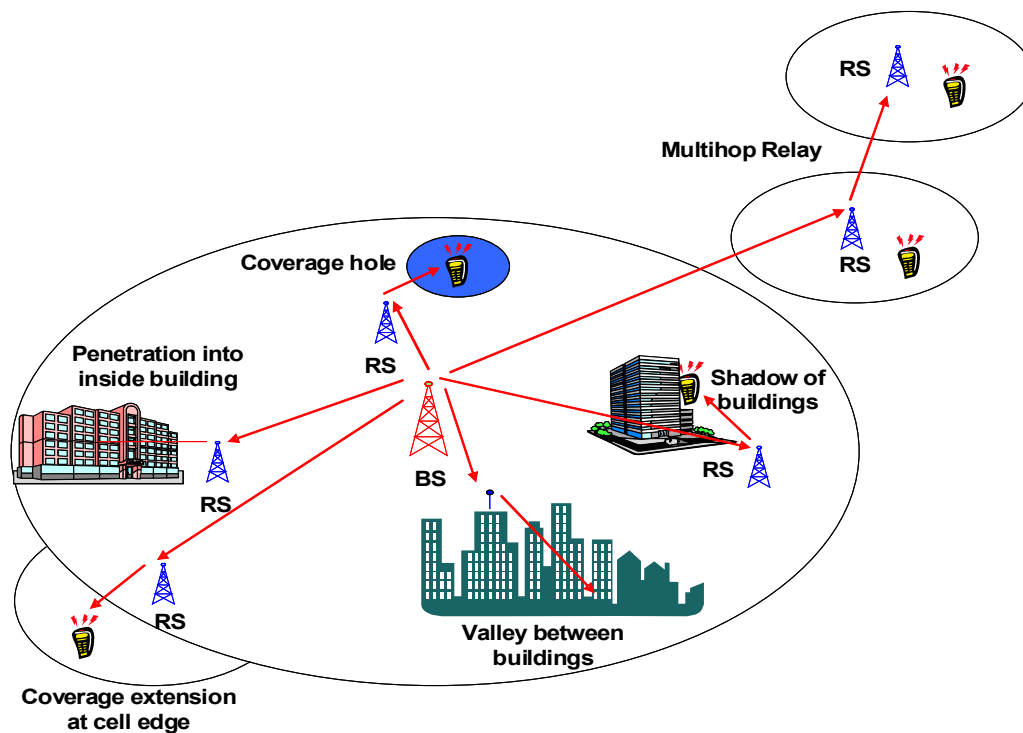 RS
Multihop Relay
RS
Coverage hole
RS
Penetration into
inside building
Shadow of
buildings
BS
RS
RS
RS
Valley between
buildings
Coverage extension
at cell edge